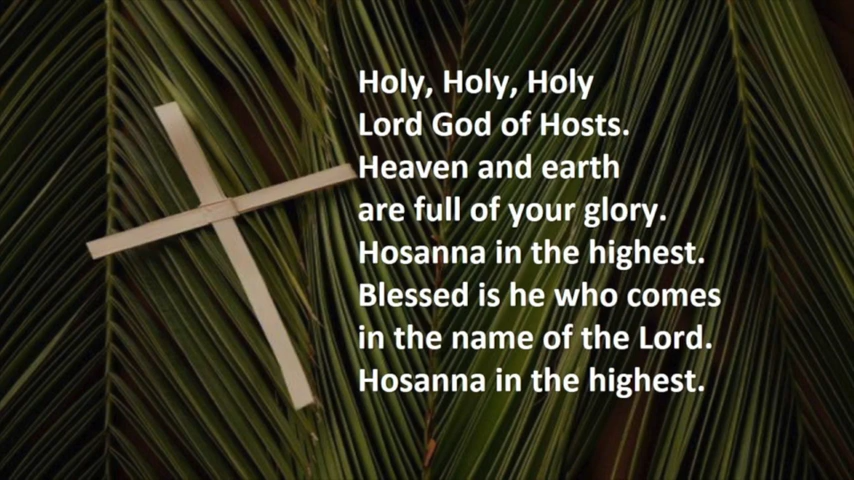 Holy, Holy, Holy
Lord God of Hosts.
Heaven and earth
are full of your glory.
Hosanna in the highest.
Blessed is he who comes
in the name of the Lord.
Hosanna in the highest.